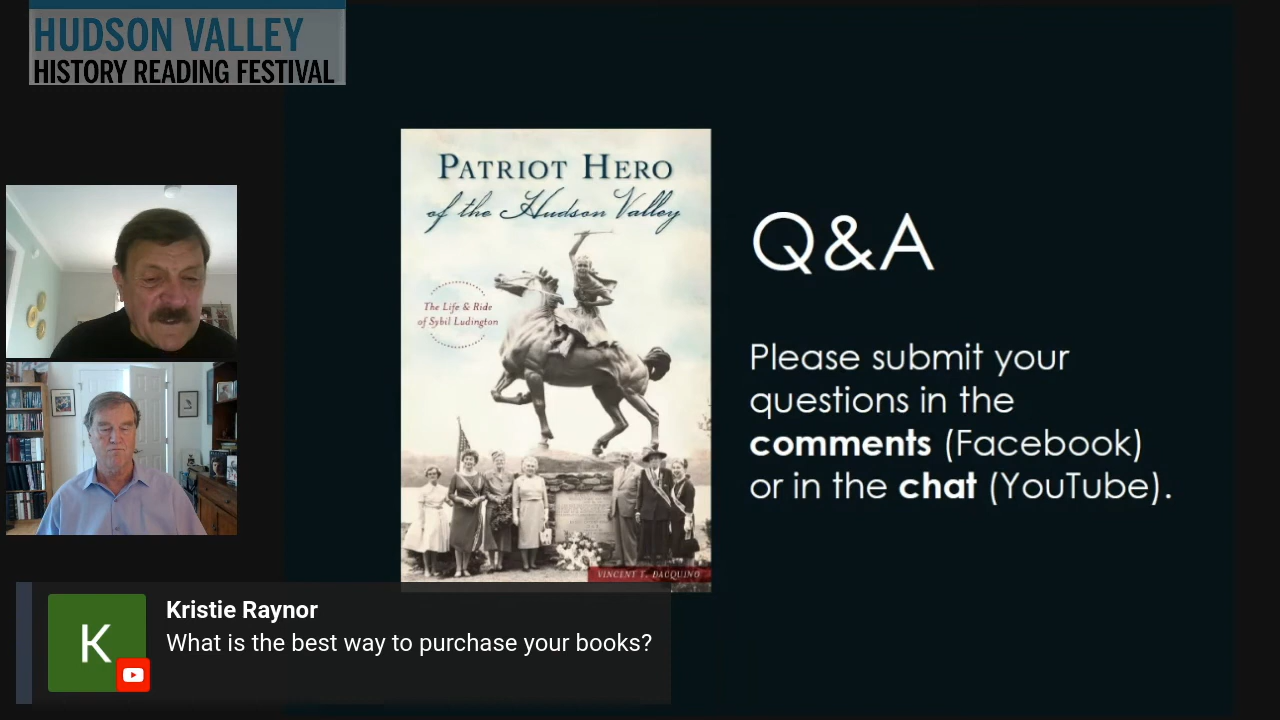 HUDSON VALLEY
HISTORY READING FESTIVAL
PATRIOT HERO
of the Hudson Valley
The Life & Ride
of Sybil Ludington
VINCENT T. DACQUINO
Q&A
Please submit your
questions in the
comments (Facebook)
or in the chat (YouTube).
K
Kristie Raynor
What is the best way to purchase your books?